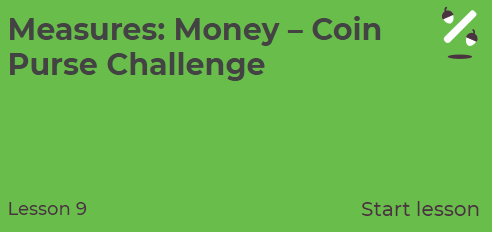 Measures: Money – Coin
Purse Challenge
Lesson 9
Start lesson